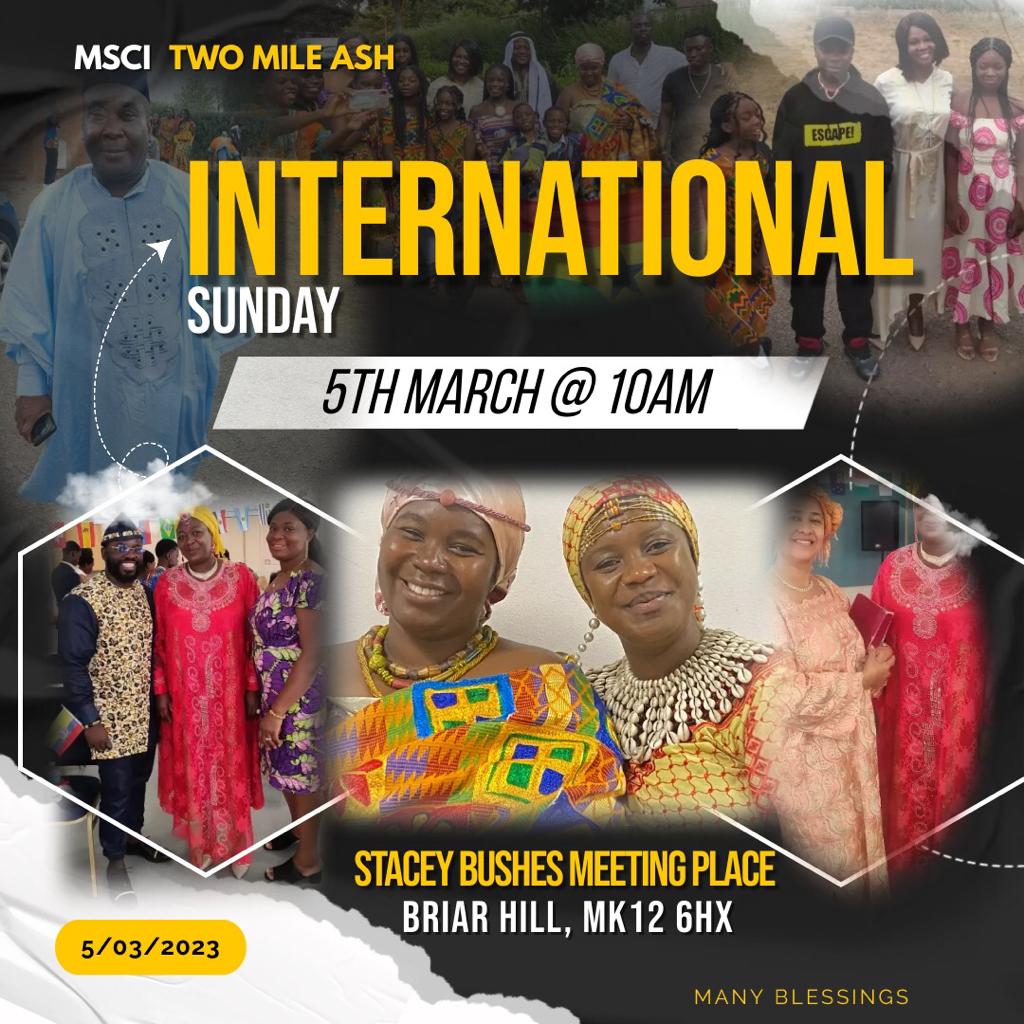 MSCI TWO MILE ASH
ESCAPE!
INTERNATIONAL
SUNDAY
5TH MARCH @ 10AM
STACEY BUSHES MEETING PLACE
BRIAR HILL, MK12 6HX
5/03/2023
MANY BLESSINGS